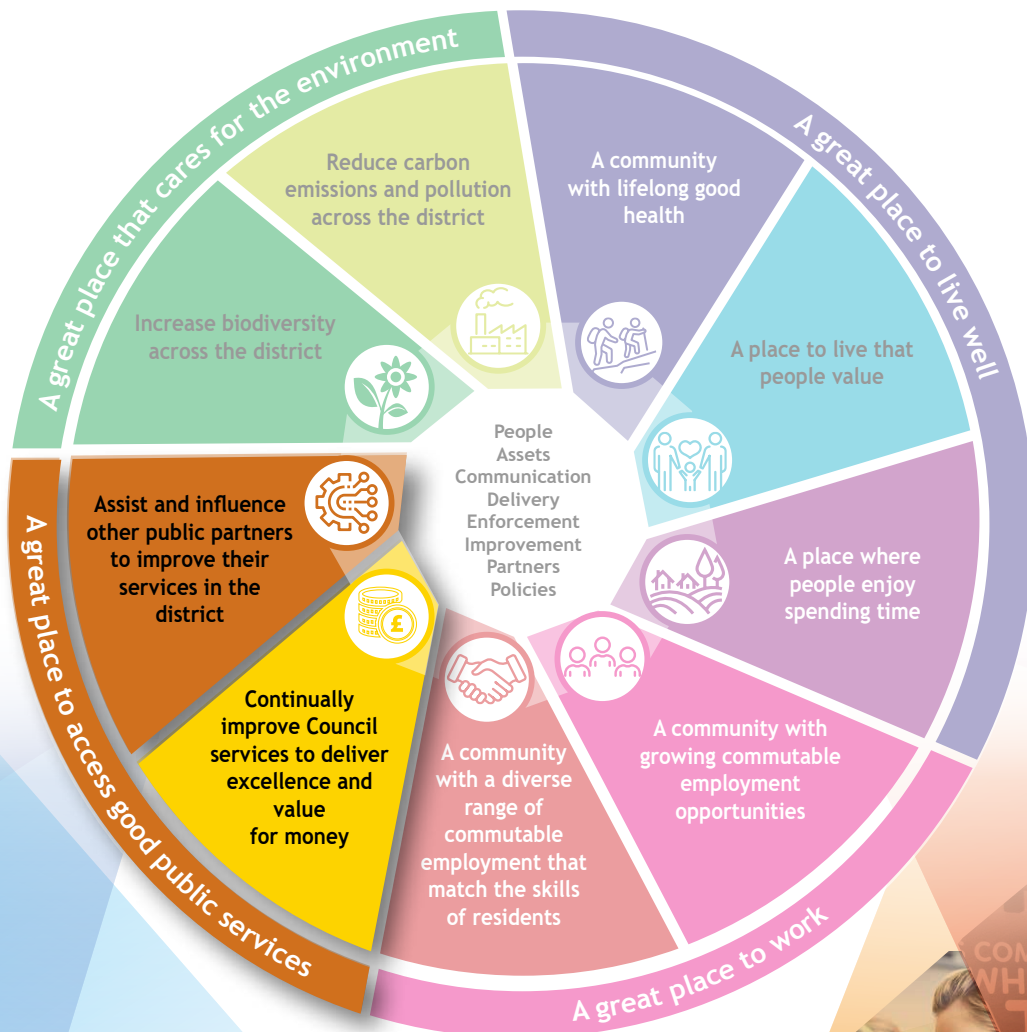 A great place that cares for the environment
A great place to live well
Reduce carbon
emissions and pollution
across the district
A community
with lifelong good
health
Increase biodiversity
across the district
A place to live that
people value
People
Assets
Communication
Delivery
Enforcement
Improvement
Partners
Policies
Assist and influence
other public partners
to improve their
services in the
district
A place where
people enjoy
spending time
£
Continually
improve Council
services to deliver
excellence and
value
for money
A community
with a diverse
range of
commutable
employment that
match the skills
of residents
A community with
growing commutable
employment
opportunities
A great place to access good public services
A great place to work
COM
WH